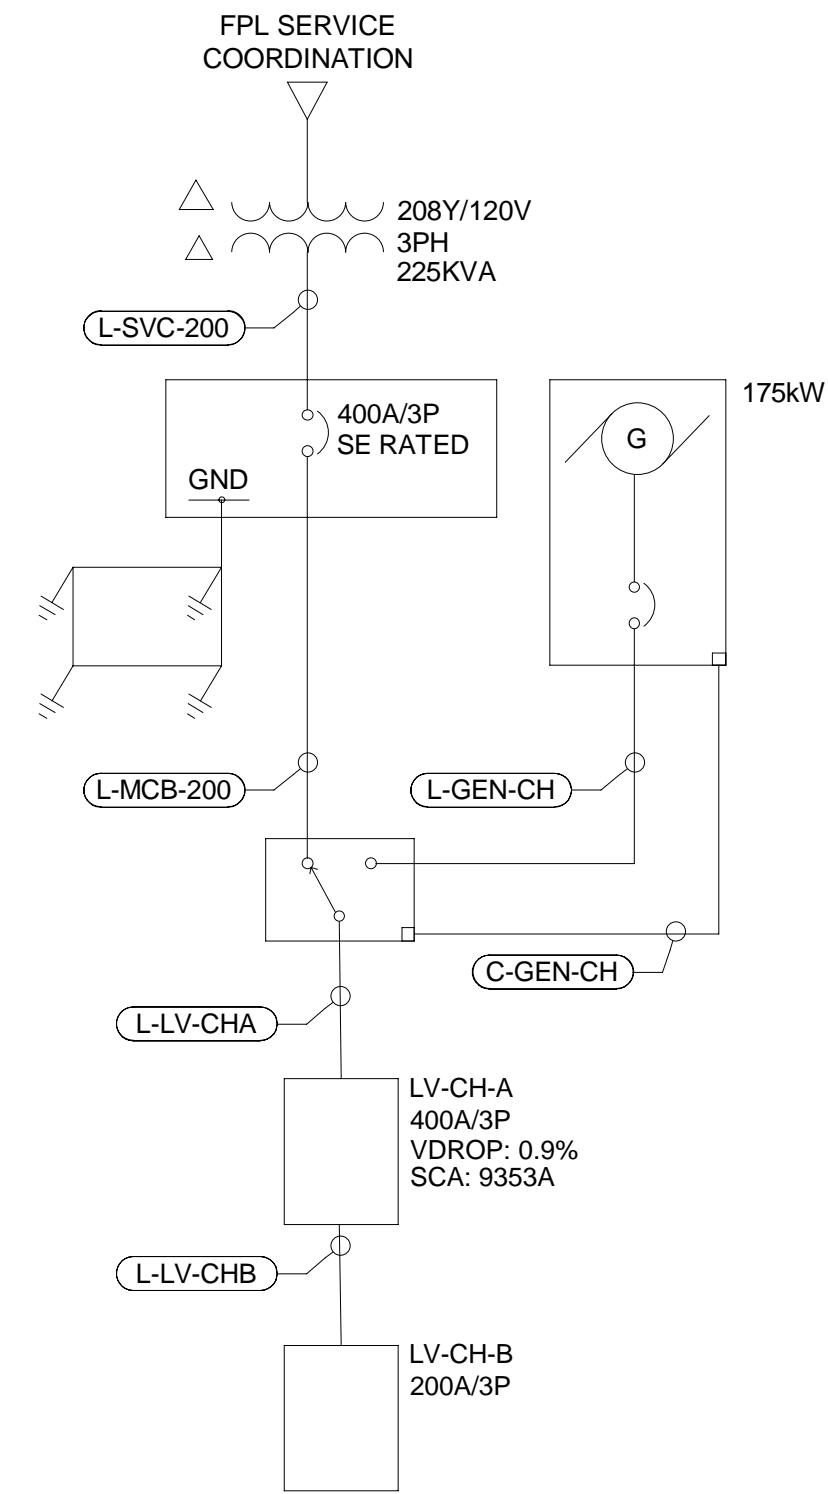 FPL SERVICE
COORDINATION
208Y/120V
3PH
225KVA
L-SVC-200
400A/3P
SE RATED
GND
175kW
G
L-MCB-200
L-GEN-CH
C-GEN-CH
L-LV-CHA
LV-CH-A
400A/3P
VDROP: 0.9%
SCA: 9353A
L-LV-CHB
LV-CH-B
200A/3P